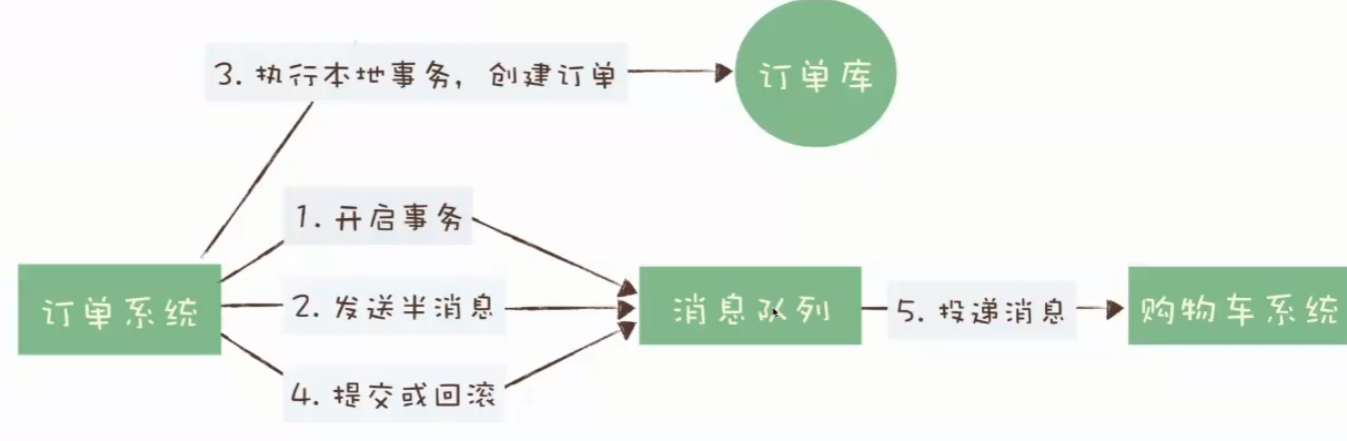 3. 执行本地事务，创建订单
订单库
1. 开启事务
订单系统
2. 发送半消息
消息队列
5. 投递消息
购物车系统
4. 提交或回滚